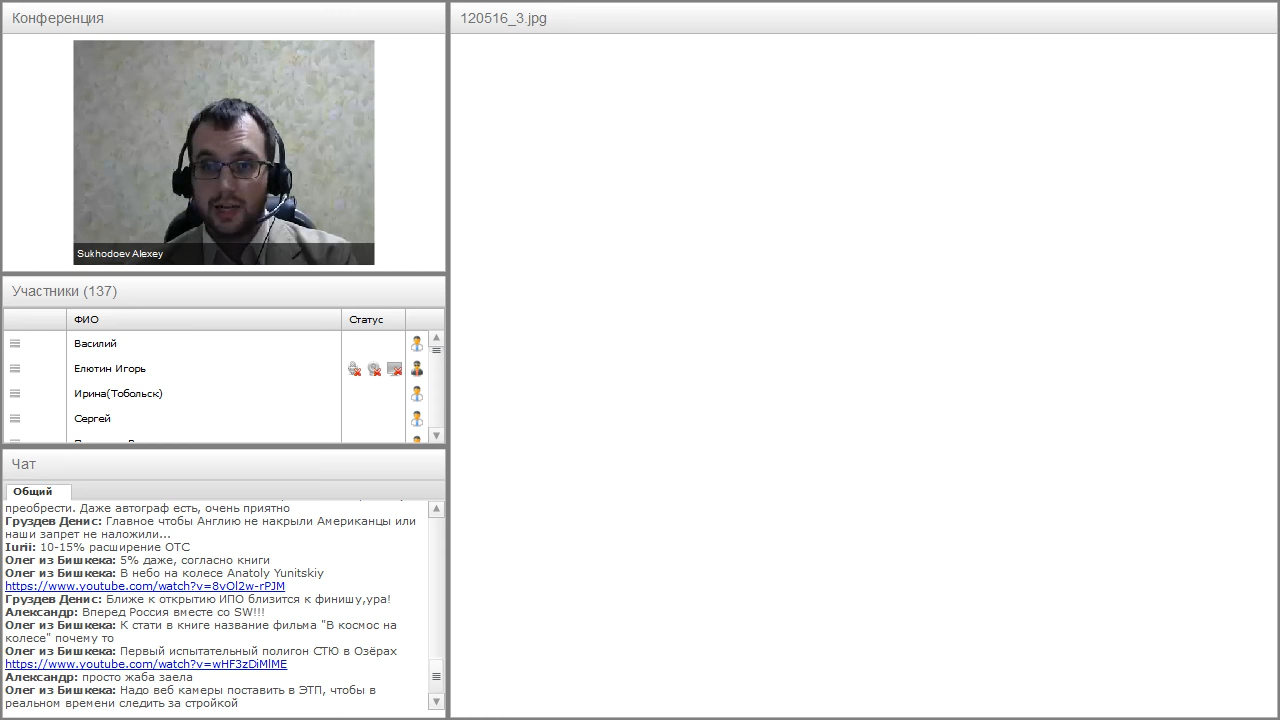 Конференция
120516_3.jpg
Sukhodoev Alexey
Участники (137)
ФИО
Статус
Василий
Елютин Игорь
Ирина(Тобольск)
Сергей
Чат
Общий
преобрести. Даже автограф есть, очень приятно
Груздев Денис: Главное чтобы Англию не накрыли Американцы или
наши запрет не наложили...
Iurii: 10-15% расширение ОТС
Олег из Бишкека: 5% даже, согласно книги
Олег из Бишкека: В небо на колесе Anatoly Yunitskiy
https://www.youtube.com/watch?v=8vOl2w-rPJM
Груздев Денис: Ближе к открытию ИПО близится к финишу,ура!
Александр: Вперед Россия вместе со SW!!!
Олег из Бишкека: К стати в книге название фильма "В космос на
колесе" почему то
Олег из Бишкека: Первый испытательный полигон СТЮ в Озёрах
https://www.youtube.com/watch?v=wHF3zDiMlME
Александр: просто жаба заела
Олег из Бишкека: Надо веб камеры поставить в ЭТП, чтобы в
реальном времени следить за стройкой